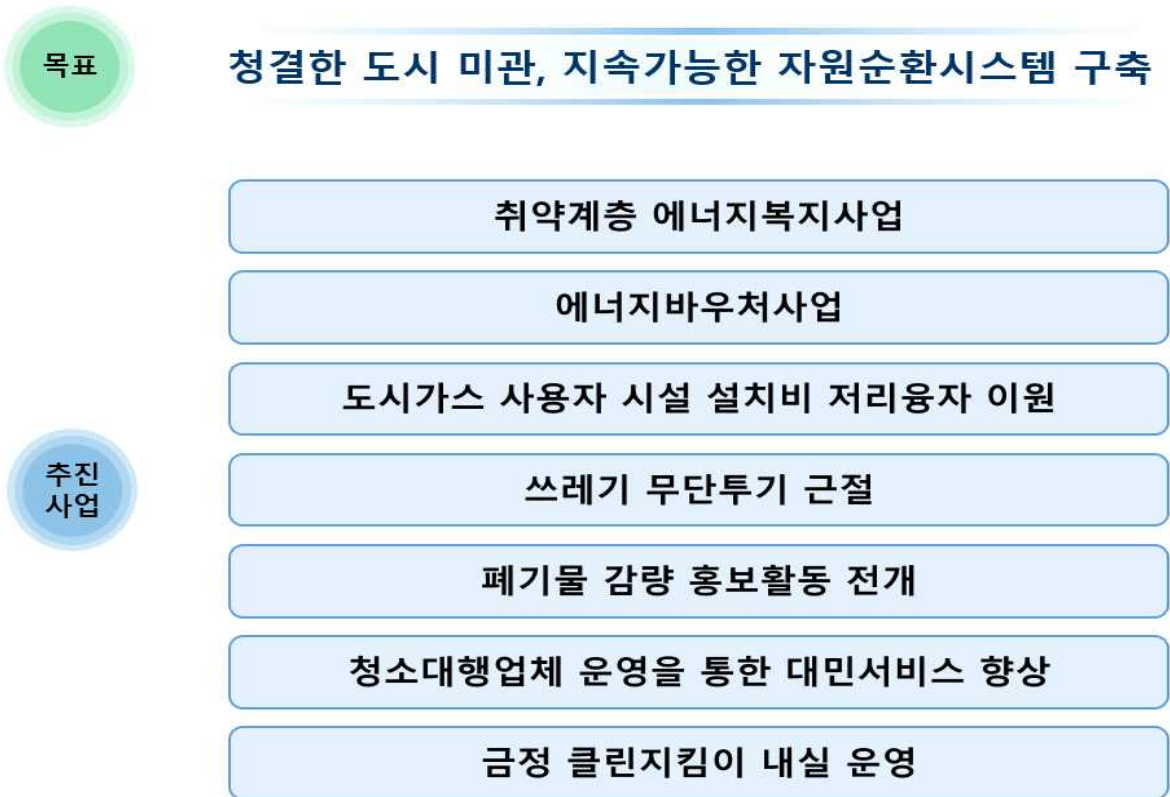 목표
청결한 도시 미관, 지속가능한 자원순환시스템 구축
취약계층 에너지복지사업
에너지바우처사업
도시가스 사용자 시설 설치비 저리융자 이원
추진
사업
쓰레기 무단투기 근절
폐기물 감량 홍보활동 전개
청소대행업체 운영을 통한 대민서비스 향상
금정 클린지킴이 내실 운영